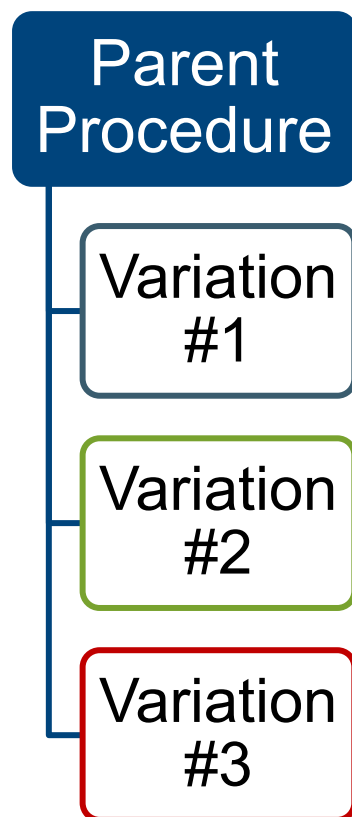 Parent
Procedure
Variation
#1
Variation
#2
Variation
#3